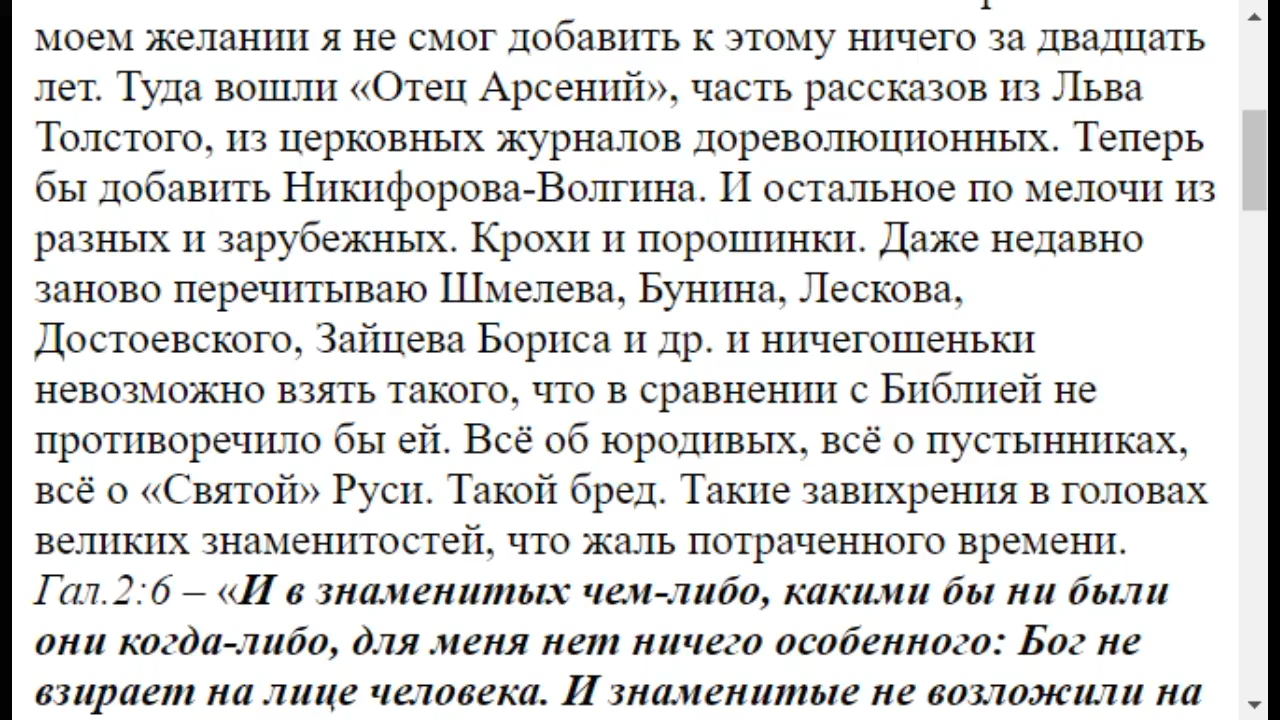 моем желании я не смог добавить к этому ничего за двадцать
лет. Туда вошли «Отец Арсений», часть рассказов из Льва
Толстого, из церковных журналов дореволюционных. Теперь
бы добавить Никифорова-Волгина. И остальное по мелочи из
разных и зарубежных. Крохи и порошинки. Даже недавно
заново перечитываю Шмелева, Бунина, Лескова,
Достоевского, Зайцева Бориса и др. и ничегошеньки
невозможно взять такого, что в сравнении с Библией не
противоречило бы ей. Всё об юродивых, всё о пустынниках,
всё о «Святой» Руси. Такой бред. Такие завихрения в головах
великих знаменитостей, что жаль потраченного времени.
Гал.2:6 – «И в знаменитых чем-либо, какими бы ни были
они когда-либо, для меня нет ничего особенного: Бог не
взирает на лице человека. И знаменитые не возложили на